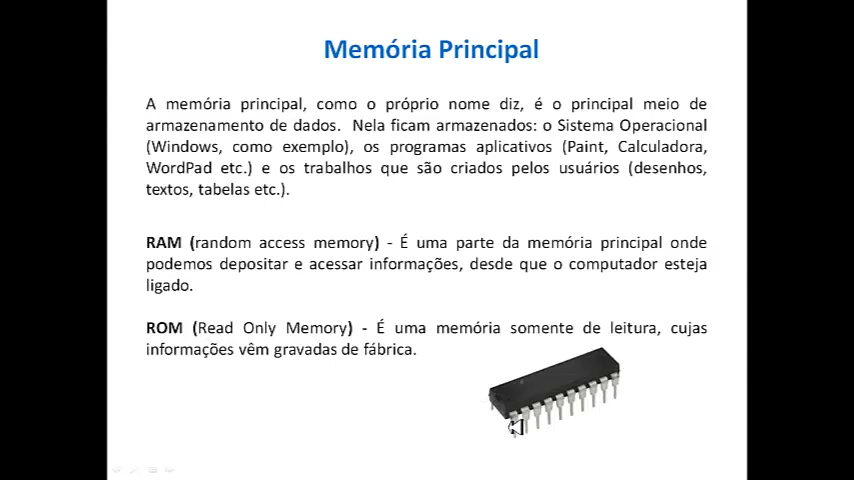 Memória Principal
A memória principal, como o próprio nome diz, é o principal meio de
armazenamento de dados. Nela ficam armazenados: o Sistema Operacional
(Windows, como exemplo), os programas aplicativos (Paint, Calculadora,
WordPad etc.) e os trabalhos que são criados pelos usuários (desenhos,
textos, tabelas etc.).
RAM (random access memory) - É uma parte da memória principal onde
podemos depositar e acessar informações, desde que o computador esteja
ligado.
ROM (Read Only Memory) - É uma memória somente de leitura, cujas
informações vêm gravadas de fábrica.